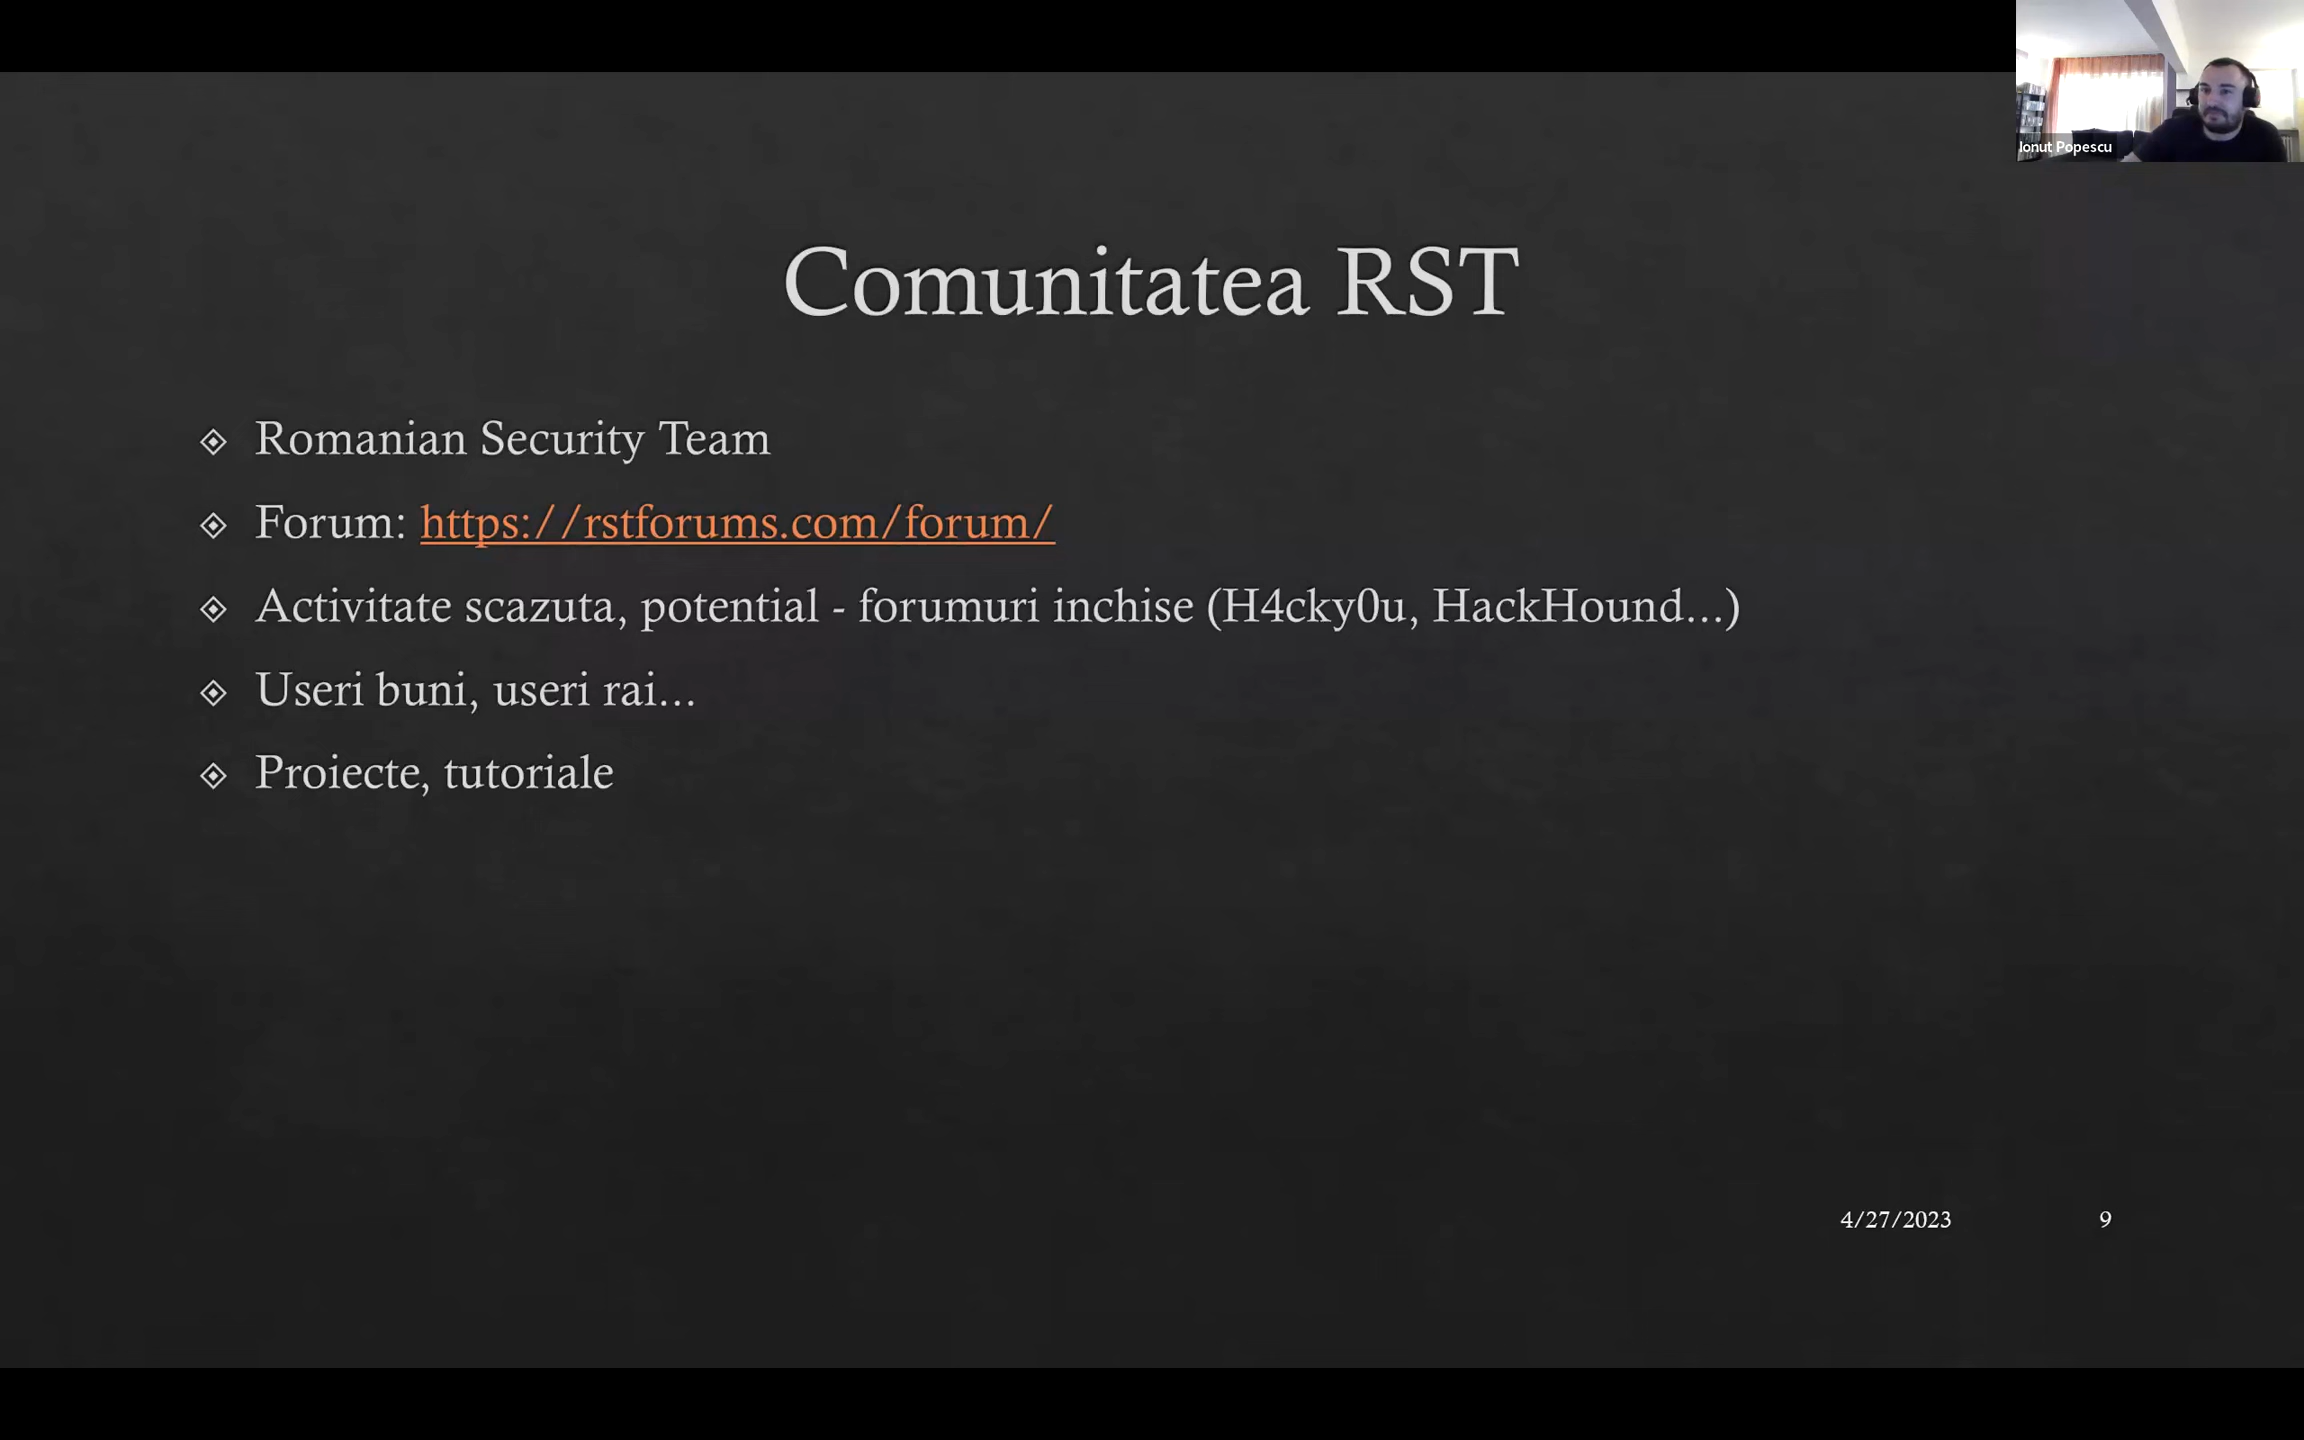 Ionut Popescu
Comunitatea RST
Romanian Security Team
Forum: https://rstforums.com/forum/
Activitate scazuta, potential - forumuri inchise (H4cky0u, HackHound...)
Useri buni, useri rai...
Proiecte, tutoriale
4/27/2023
9